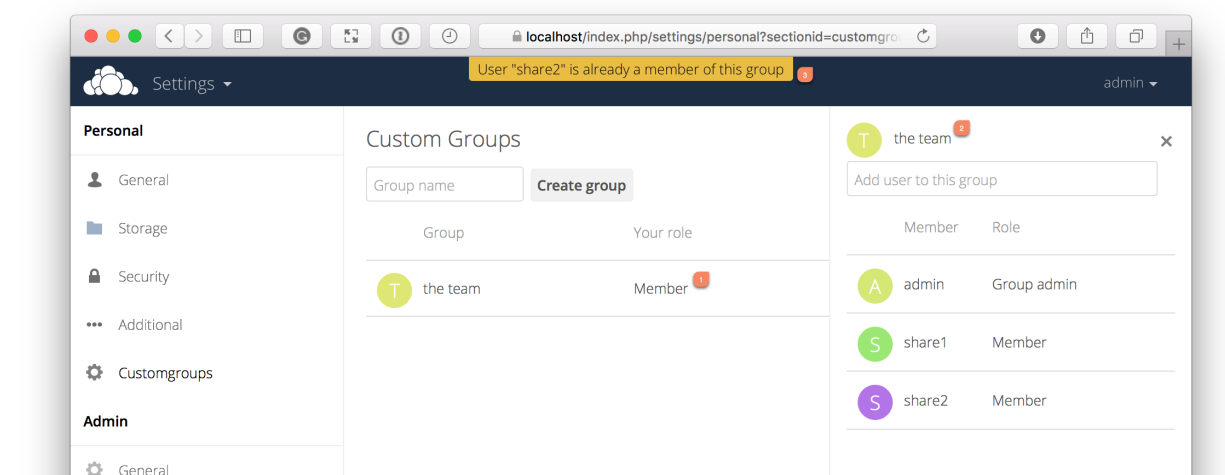 localhost/index.php/settings/personal?sectionid=customgro
Settings
User "share2" is already a member of this group
3
admin
Personal
General
Storage
Security
Additional
Customgroups
Admin
General
Custom Groups
Group name
Create group
Group Your role
T the team Member 1
T the team 2
Add user to this group
Member Role
A admin Group admin
S share1 Member
S share2 Member